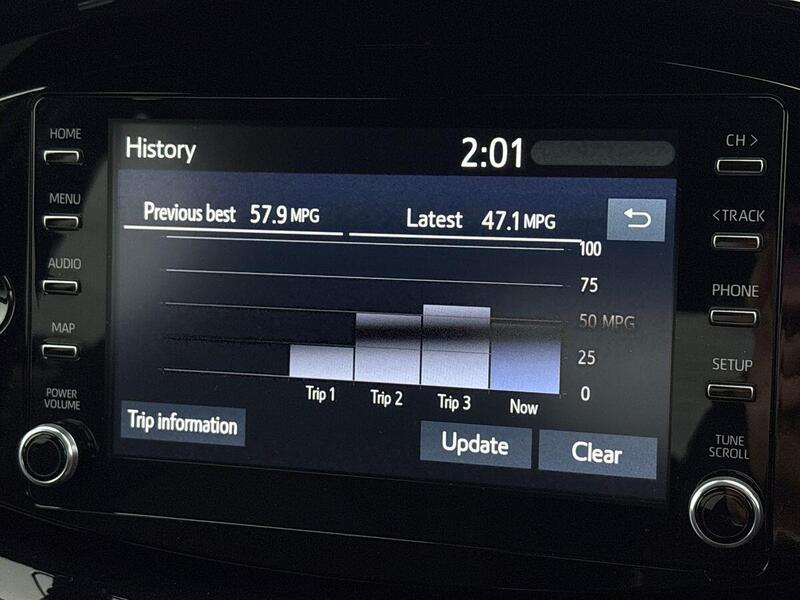 HOME
MENU
AUDIO
MAP
POWER
VOLUME
History 2:01
Previous best 57.9 MPG Latest 47.1 MPG
100
75
50 MPG
25
0
Trip 1 Trip 2 Trip 3 Now
Trip information Update Clear
CH >
< TRACK
PHONE
SETUP
TUNE
SCROLL